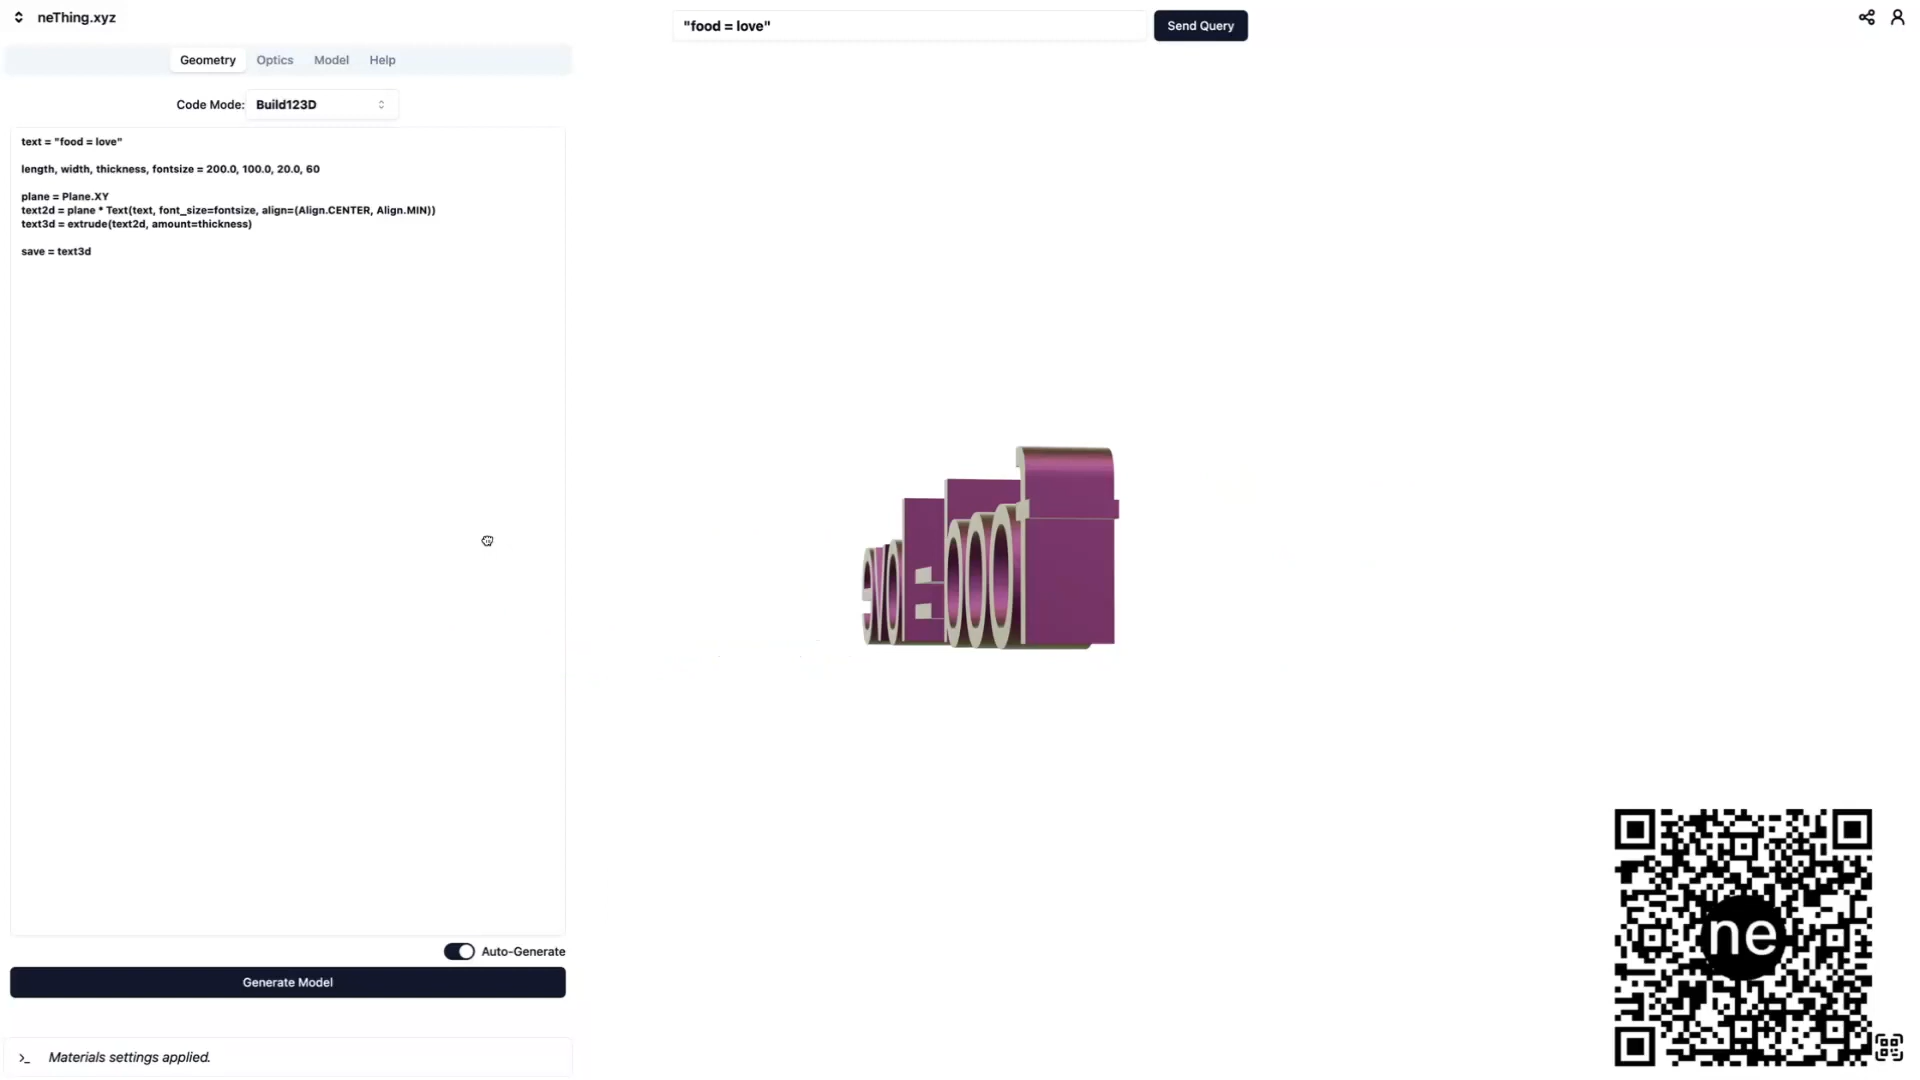 neThing.xyz
"food = love"
Send Query
Geometry
Optics
Model
Help
Code Mode:
Build123D
text = "food = love"
length, width, thickness, fontsize = 200.0, 100.0, 20.0, 60
plane = Plane.XY
text2d = plane * Text(text, font_size=fontsize, align=(Align.CENTER, Align.MIN))
text3d = extrude(text2d, amount=thickness)
save = text3d
food = love
Auto-Generate
Generate Model
ne
>_ Materials settings applied.